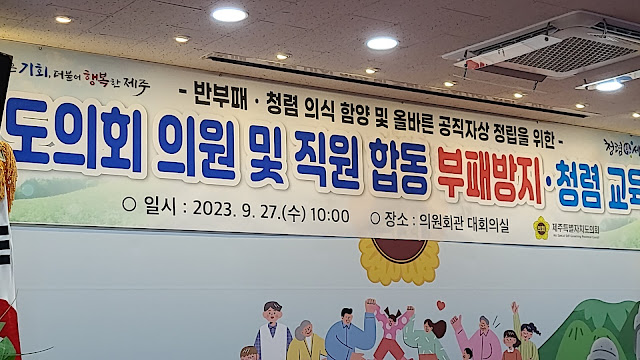 기회, 더불어 행복한 제주
- 반부패 · 청렴 의식 함양 및 올바른 공직자상 정립을 위한 -
도의회 의원 및 직원 합동 부패방지·청렴 교육
○ 일시 : 2023. 9. 27.(수) 10:00 ○ 장소 : 의원회관 대회의실
제주특별자치도의회
청렴